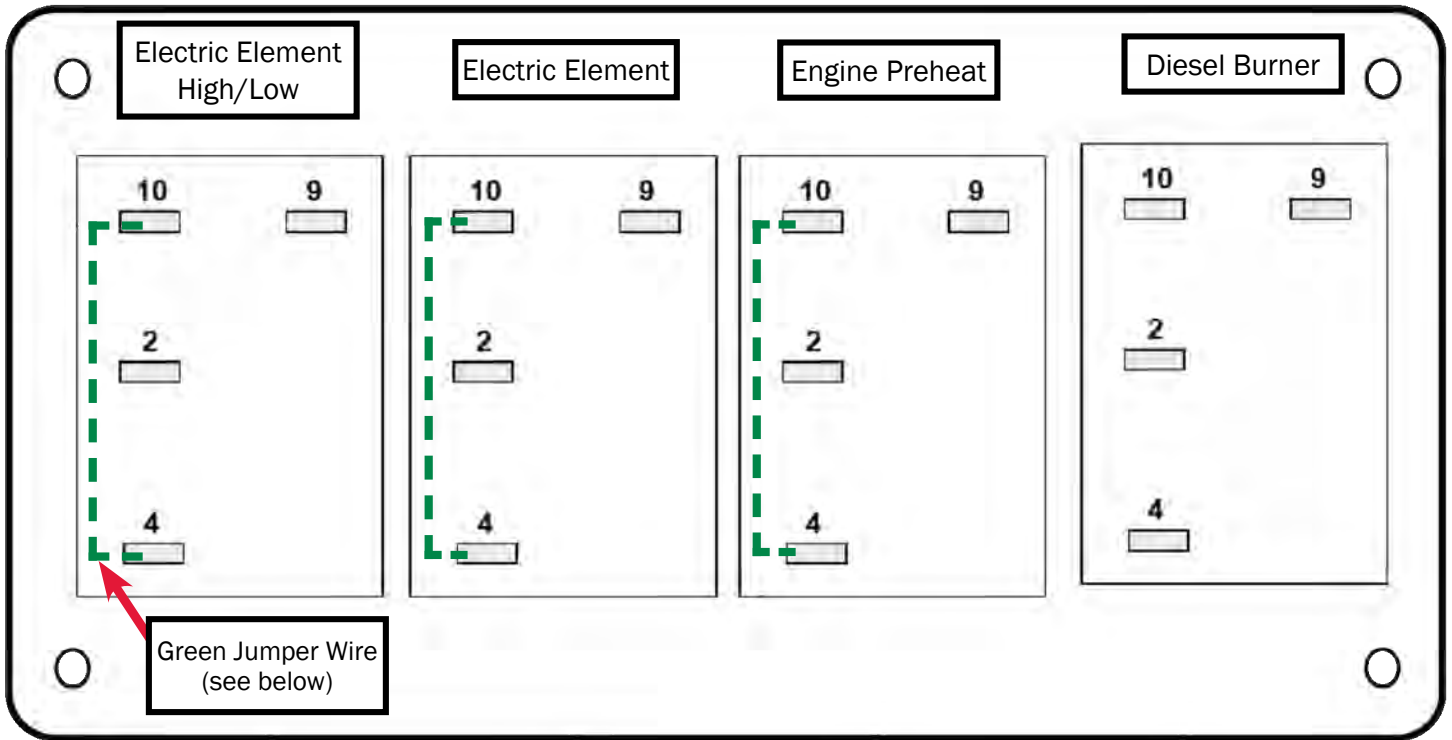 Electric Element
High/Low
Electric Element
Engine Preheat
Diesel Burner
10 9
2
4
10 9
2
4
10 9
2
4
10 9
2
4
Green Jumper Wire
(see below)